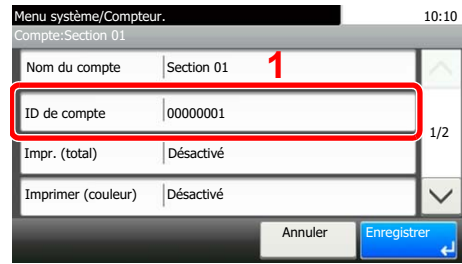 Menu système/Compteur. 10:10
Compte:Section 01
Nom du compte Section 01 1
ID de compte 00000001
1/2
Impr. (total) Désactivé
Imprimer (couleur) Désactivé
Annuler Enregistrer